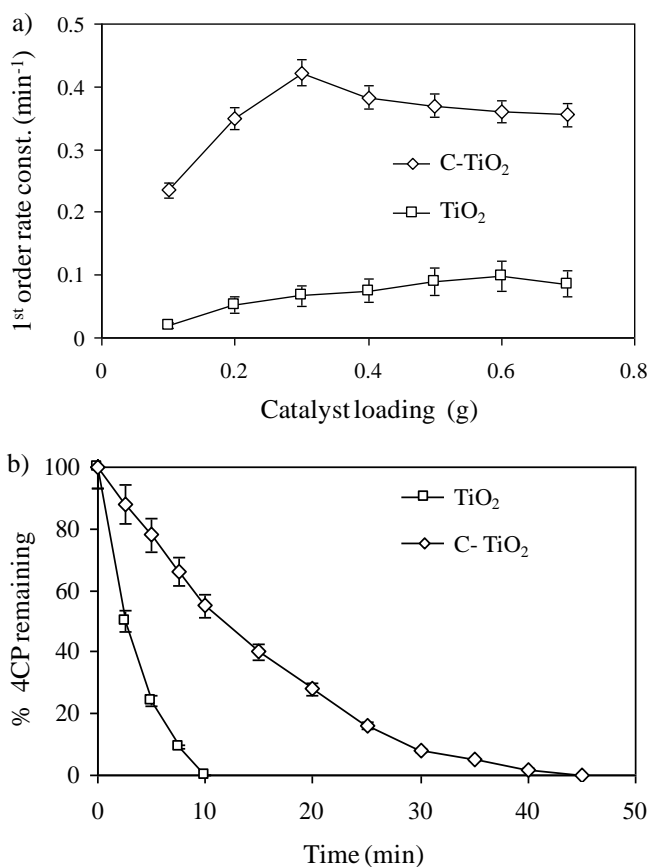 a)
1st order rate const. (min-1)
0.5
0.4
0.3
0.2
0.1
0
C-TiO2
TiO2
0 0.2 0.4 0.6 0.8
Catalyst loading (g)
b)
% 4CP remaining
100
80
60
40
20
0
TiO2
C- TiO2
0 10 20 30 40 50
Time (min)